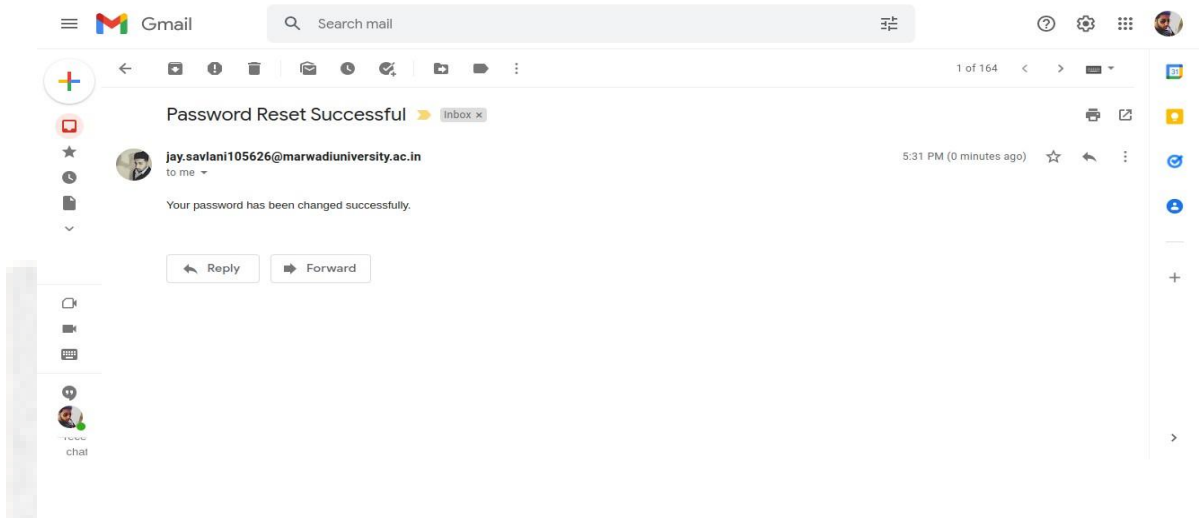 Gmail
Search mail
1 of 164
31
Password Reset Successful Inbox ×
jay.savlani105626@marwadiuniversity.ac.in 5:31 PM (0 minutes ago)
to me
Your password has been changed successfully.
Reply Forward
chat